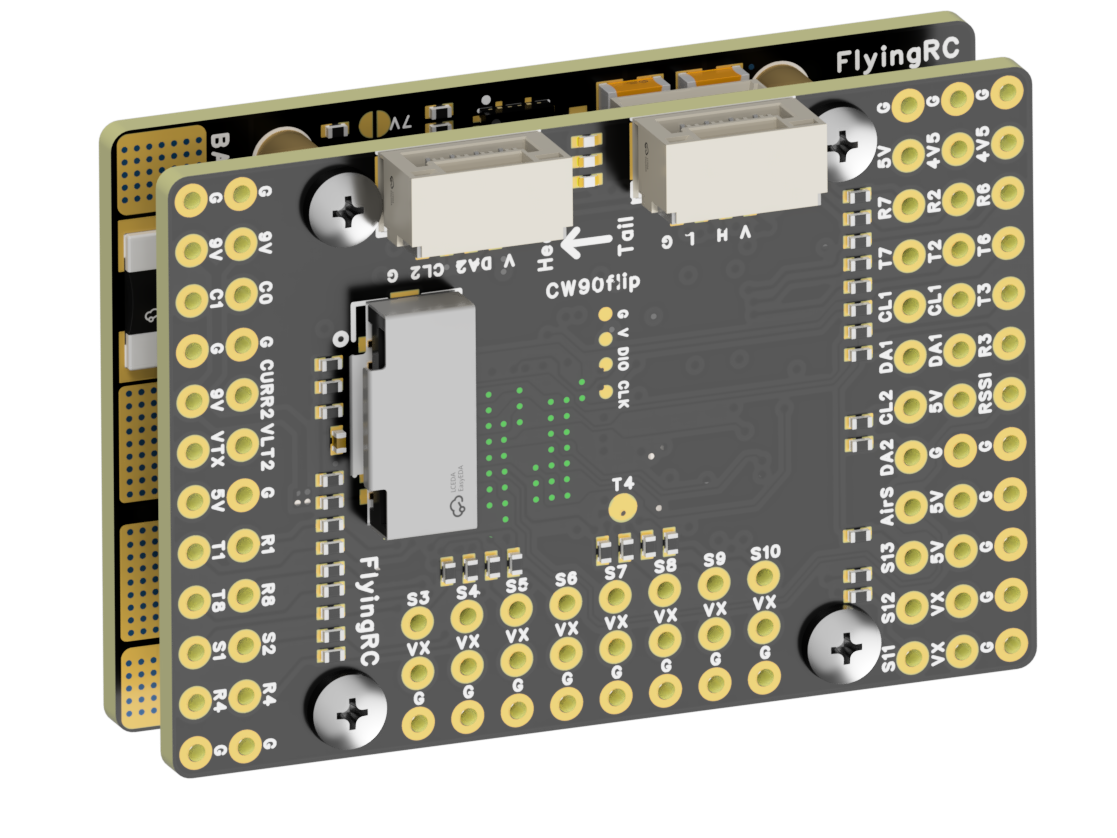 FlyingRC
7V
BA
G G G
5V 4V5 4V5
R7 R2 R6
T7 T2 T6
CL1 CL1 T3
DA1 DA1 R3
CL2 5V RSSI
DA2 G G
AirS 5V G
S13 5V G
S12 VX G
S11 VX G
G G
9V 9V
C1 C0
G G
9V CURR2
VTX VLT2
5V G
T1 R1
T8 R8
S1 S2
R4 R4
G G
G CL2 DA2 V
G L H V
Tail
CW90flip
G
V
DIO
CLK
LCEDA
EasyEDA
T4
FlyingRC
S3 S4 S5 S6 S7 S8 S9 S10
VX VX VX VX VX VX VX VX
G G G G G G G G